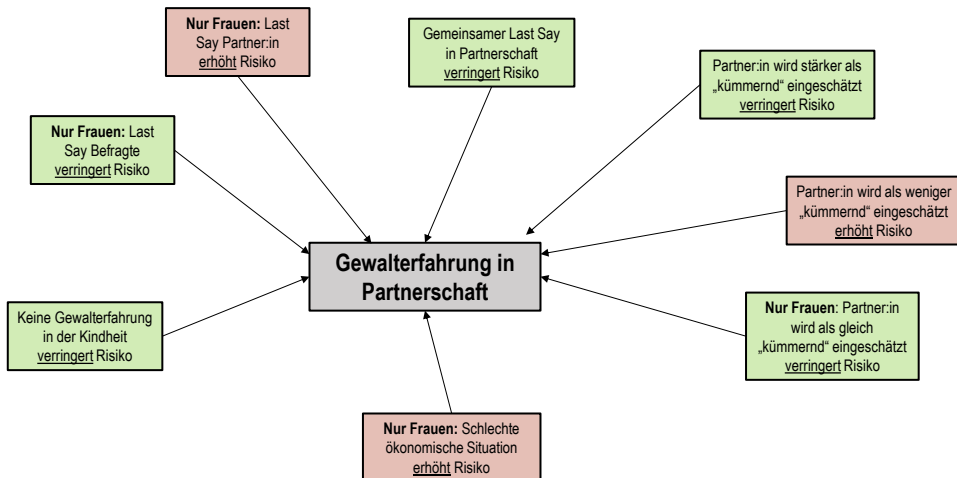 Nur Frauen: Last
Say Partner:in
erhöht Risiko
Gemeinsamer Last Say
in Partnerschaft
verringert Risiko
Partner:in wird stärker als
„kümmernd“ eingeschätzt
verringert Risiko
Nur Frauen: Last
Say Befragte
verringert Risiko
Partner:in wird als weniger
„kümmernd“ eingeschätzt
erhöht Risiko
Gewalterfahrung in
Partnerschaft
Keine Gewalterfahrung
in der Kindheit
verringert Risiko
Nur Frauen: Partner:in
wird als gleich
„kümmernd“ eingeschätzt
verringert Risiko
Nur Frauen: Schlechte
ökonomische Situation
erhöht Risiko